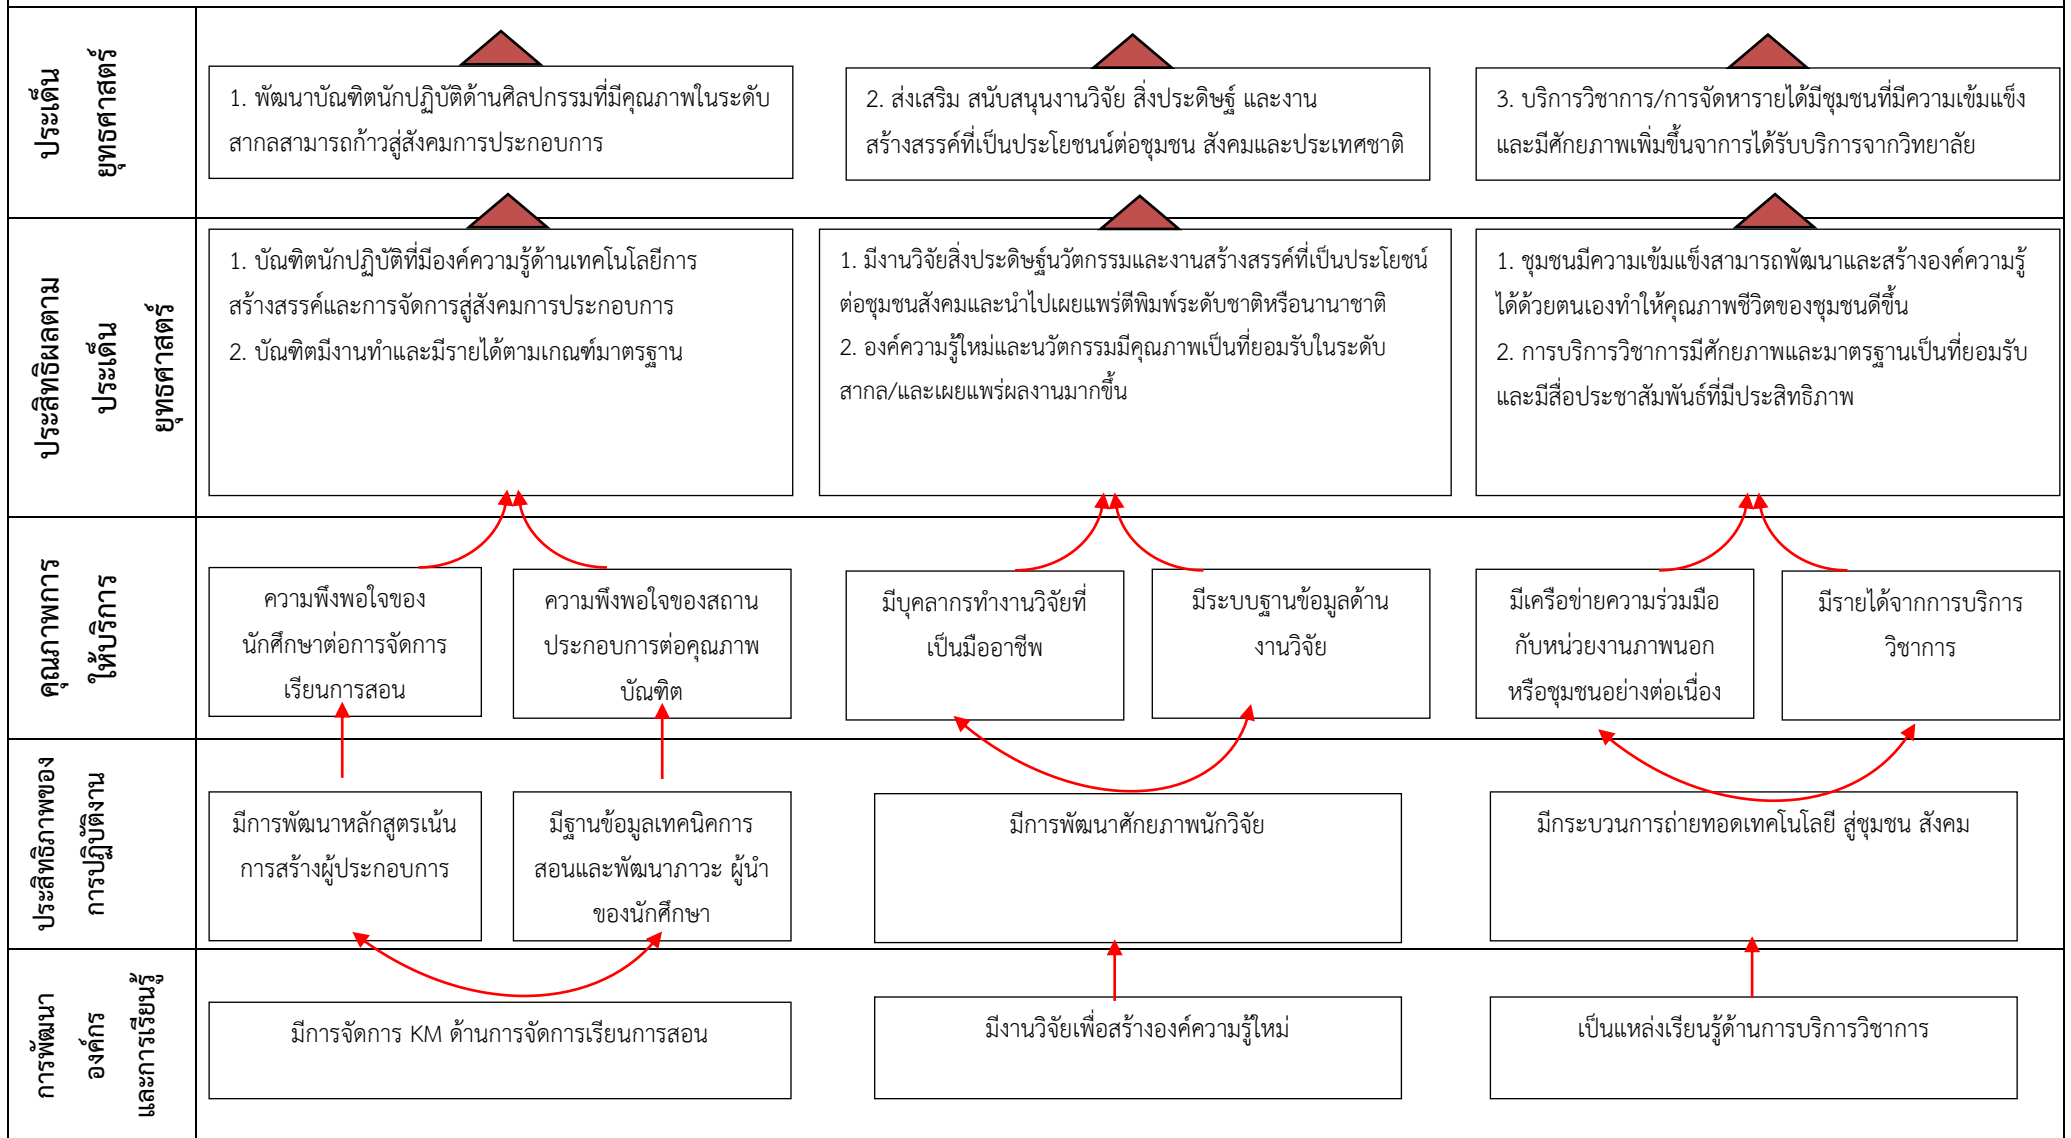 ประเด็น
ยุทธศาสตร์
1. พัฒนาบัณฑิตนักปฏิบัติด้านศิลปกรรมที่มีคุณภาพในระดับ
สากลสามารถก้าวสู่สังคมการประกอบการ
2. ส่งเสริม สนับสนุนงานวิจัย สิ่งประดิษฐ์ และงาน
สร้างสรรค์ที่เป็นประโยชนน์ต่อชุมชน สังคมและประเทศชาติ
3. บริการวิชาการ/การจัดหารายได้มีชุมชนที่มีความเข้มแข็ง
และมีศักยภาพเพิ่มขึ้นจาการได้รับบริการจากวิทยาลัย
ประสิทธิผลตาม
ประเด็น
ยุทธศาสตร์
1. บัณฑิตนักปฏิบัติที่มีองค์ความรู้ด้านเทคโนโลยีการ
สร้างสรรค์และการจัดการสู่สังคมการประกอบการ
2. บัณฑิตมีงานทำและมีรายได้ตามเกณฑ์มาตรฐาน
1. มีงานวิจัยสิ่งประดิษฐ์นวัตกรรมและงานสร้างสรรค์ที่เป็นประโยชน์
ต่อชุมชนสังคมและนำไปเผยแพร่ตีพิมพ์ระดับชาติหรือนานาชาติ
2. องค์ความรู้ใหม่และนวัตกรรมมีคุณภาพเป็นที่ยอมรับในระดับ
สากล/และเผยแพร่ผลงานมากขึ้น
1. ชุมชนมีความเข้มแข็งสามารถพัฒนาและสร้างองค์ความรู้
ได้ด้วยตนเองทำให้คุณภาพชีวิตของชุมชนดีขึ้น
2. การบริการวิชาการมีศักยภาพและมาตรฐานเป็นที่ยอมรับ
และมีสื่อประชาสัมพันธ์ที่มีประสิทธิภาพ
คุณภาพการ
ให้บริการ
ความพึงพอใจของ
นักศึกษาต่อการจัดการ
เรียนการสอน
ความพึงพอใจของสถาน
ประกอบการต่อคุณภาพ
บัณฑิต
มีบุคลากรทำงานวิจัยที่
เป็นมืออาชีพ
มีระบบฐานข้อมูลด้าน
งานวิจัย
มีเครือข่ายความร่วมมือ
กับหน่วยงานภาพนอก
หรือชุมชนอย่างต่อเนื่อง
มีรายได้จากการบริการ
วิชาการ
ประสิทธิภาพของ
การปฏิบัติงาน
มีการพัฒนาหลักสูตรเน้น
การสร้างผู้ประกอบการ
มีฐานข้อมูลเทคนิคการ
สอนและพัฒนาภาวะ ผู้นำ
ของนักศึกษา
มีการพัฒนาศักยภาพนักวิจัย
มีกระบวนการถ่ายทอดเทคโนโลยี สู่ชุมชน สังคม
การพัฒนา
องค์กร
และการเรียนรู้
มีการจัดการ KM ด้านการจัดการเรียนการสอน
มีงานวิจัยเพื่อสร้างองค์ความรู้ใหม่
เป็นแหล่งเรียนรู้ด้านการบริการวิชาการ